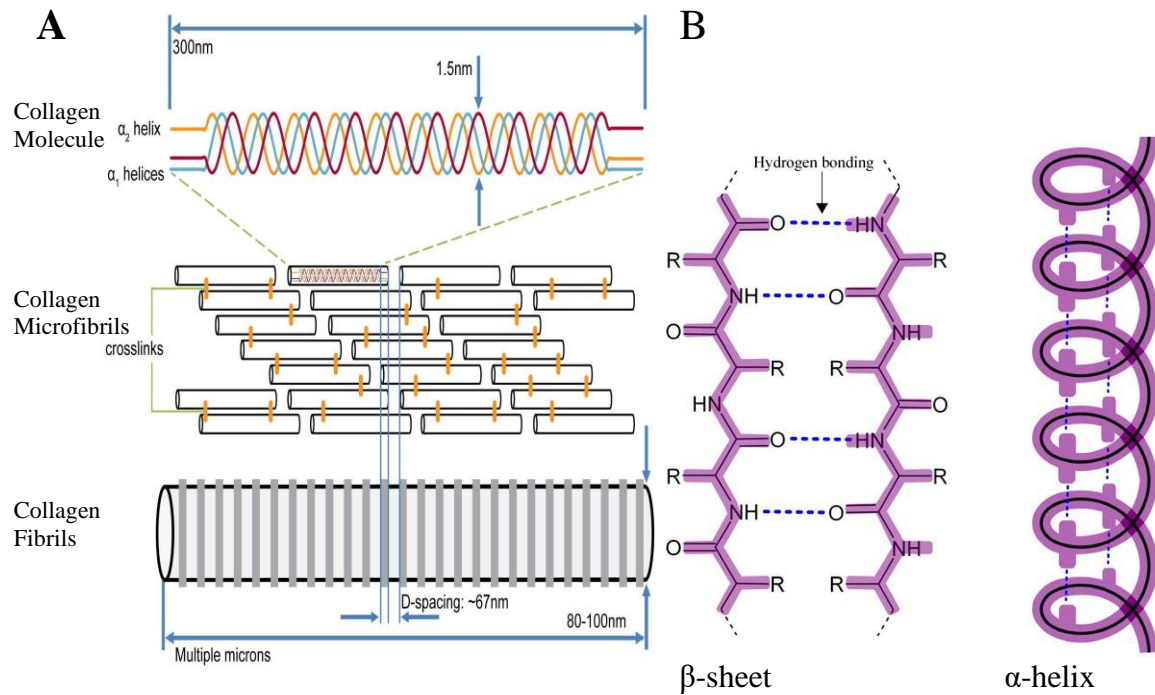 A
300nm
1.5nm
Collagen
Molecule
α₂ helix
α₁ helices
Collagen
Microfibrils
crosslinks
Collagen
Fibrils
D-spacing: ~67nm
80-100nm
Multiple microns
B
Hydrogen bonding
O
HN
R
R
NH
O
O
NH
R
R
HN
O
O
HN
R
R
NH
O
O
NH
R
R
β-sheet
α-helix